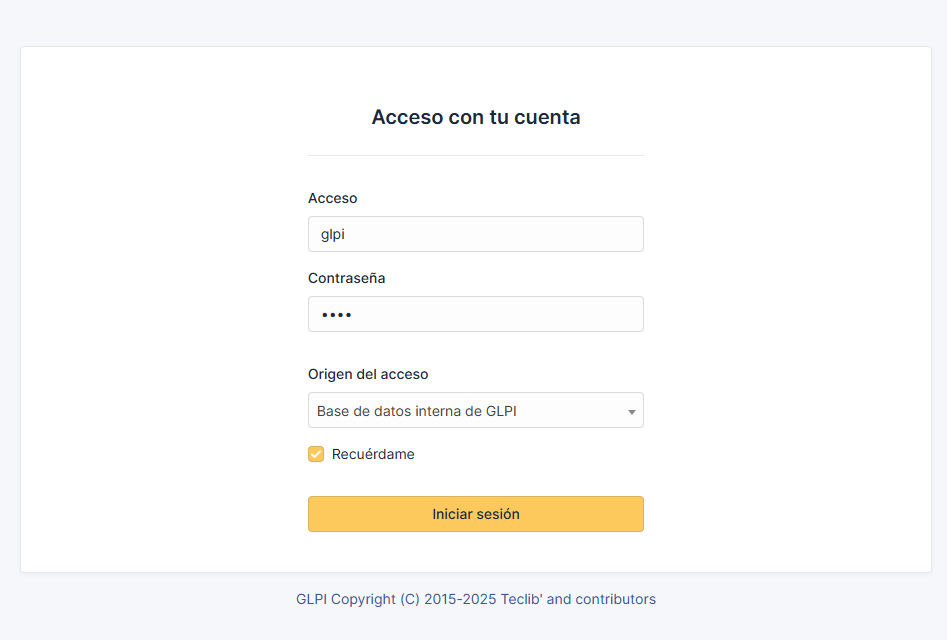 Acceso con tu cuenta
Acceso
glpi
Contraseña
••••
Origen del acceso
Base de datos interna de GLPI
Recuérdame
Iniciar sesión
GLPI Copyright (C) 2015-2025 Teclib' and contributors